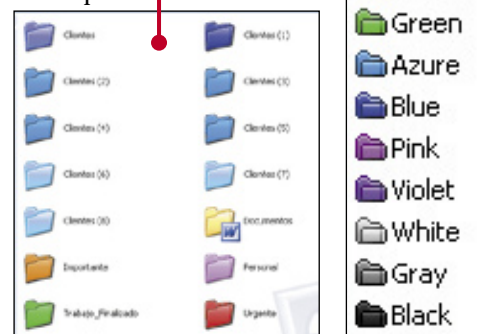 Clientes
Clientes (1)
Clientes (2)
Clientes (3)
Clientes (4)
Clientes (5)
Clientes (6)
Clientes (7)
Clientes (8)
Documentos
Importante
Personal
Trabajo_Finalizado
Urgente
W
Green
Azure
Blue
Pink
Violet
White
Gray
Black